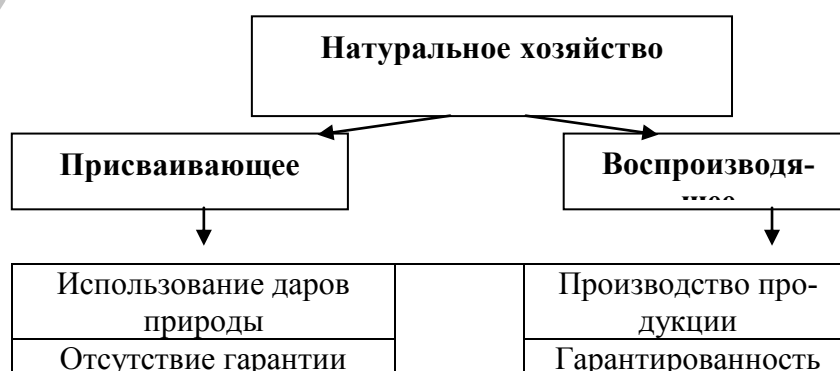 Натуральное хозяйство
Присваивающее
Воспроизводя-
Использование даров
природы
Отсутствие гарантии
Производство про-
дукции
Гарантированность